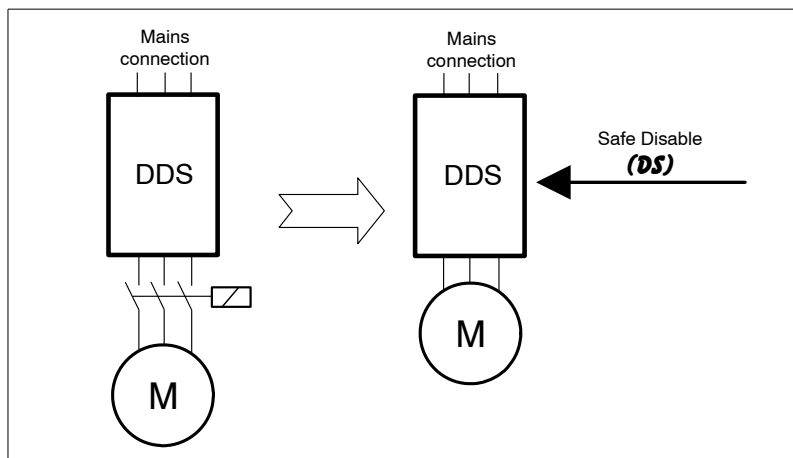 Mains
connection
DDS
M
Mains
connection
DDS
M
Safe Disable
(DS)